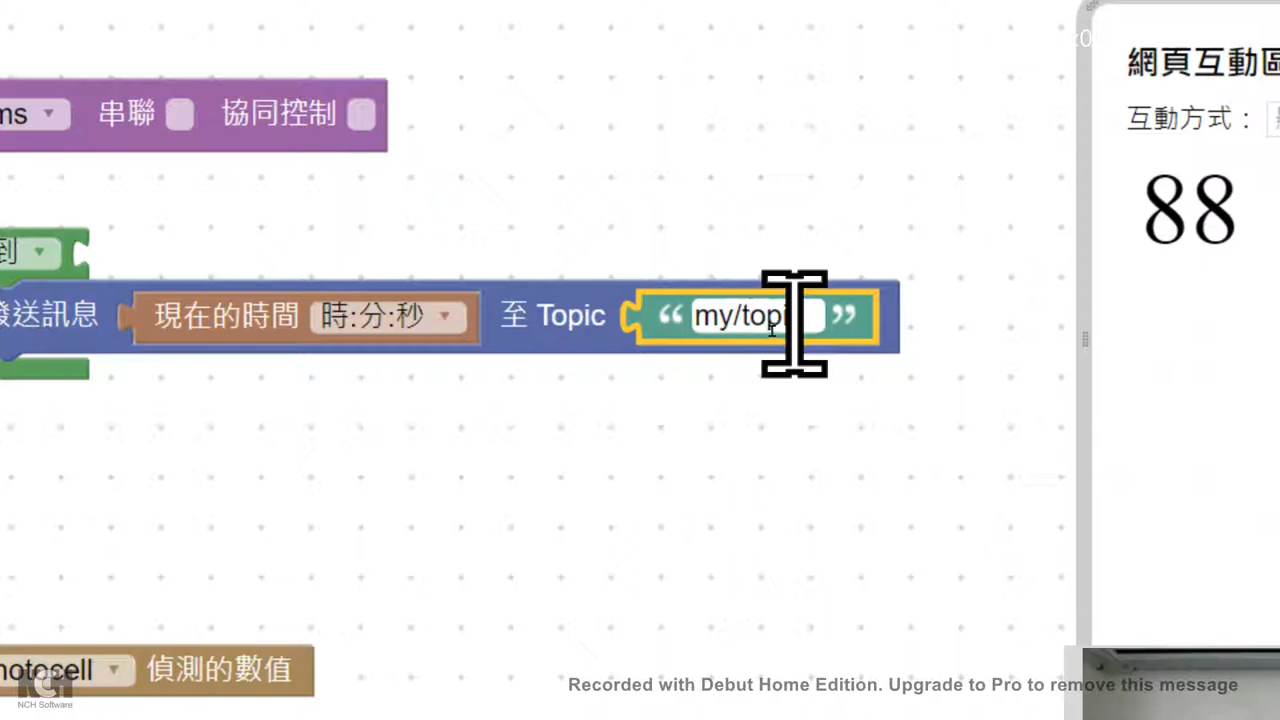 網頁互動
ms 串聯 協同控制
互動方式：
88
到
發送訊息 現在的時間 時:分:秒 至 Topic “ my/topi ”
hotocell 偵測的數值
NCH Software
Recorded with Debut Home Edition. Upgrade to Pro to remove this message